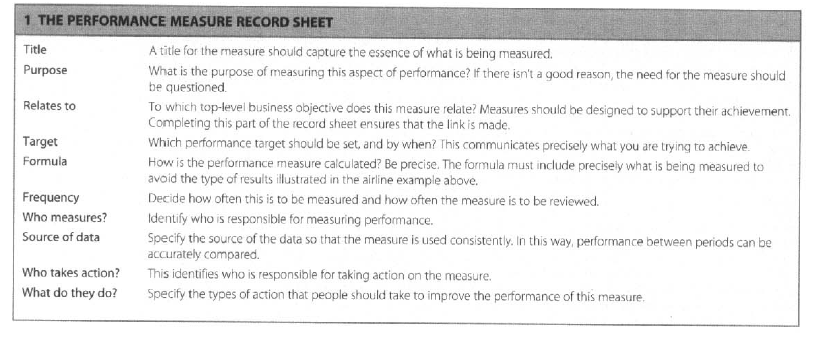 1 THE PERFORMANCE MEASURE RECORD SHEET
Title A title for the measure should capture the essence of what is being measured.
Purpose What is the purpose of measuring this aspect of performance? If there isn't a good reason, the need for the measure should
be questioned.
Relates to To which top-level business objective does this measure relate? Measures should be designed to support their achievement.
Completing this part of the record sheet ensures that the link is made.
Target Which performance target should be set, and by when? This communicates precisely what you are trying to achieve.
Formula How is the performance measure calculated? Be precise. The formula must include precisely what is being measured to
avoid the type of results illustrated in the airline example above.
Frequency Decide how often this is to be measured and how often the measure is to be reviewed.
Who measures? Identify who is responsible for measuring performance.
Source of data Specify the source of the data so that the measure is used consistently. In this way, performance between periods can be
accurately compared.
Who takes action? This identifies who is responsible for taking action on the measure.
What do they do? Specify the types of action that people should take to improve the performance of this measure.